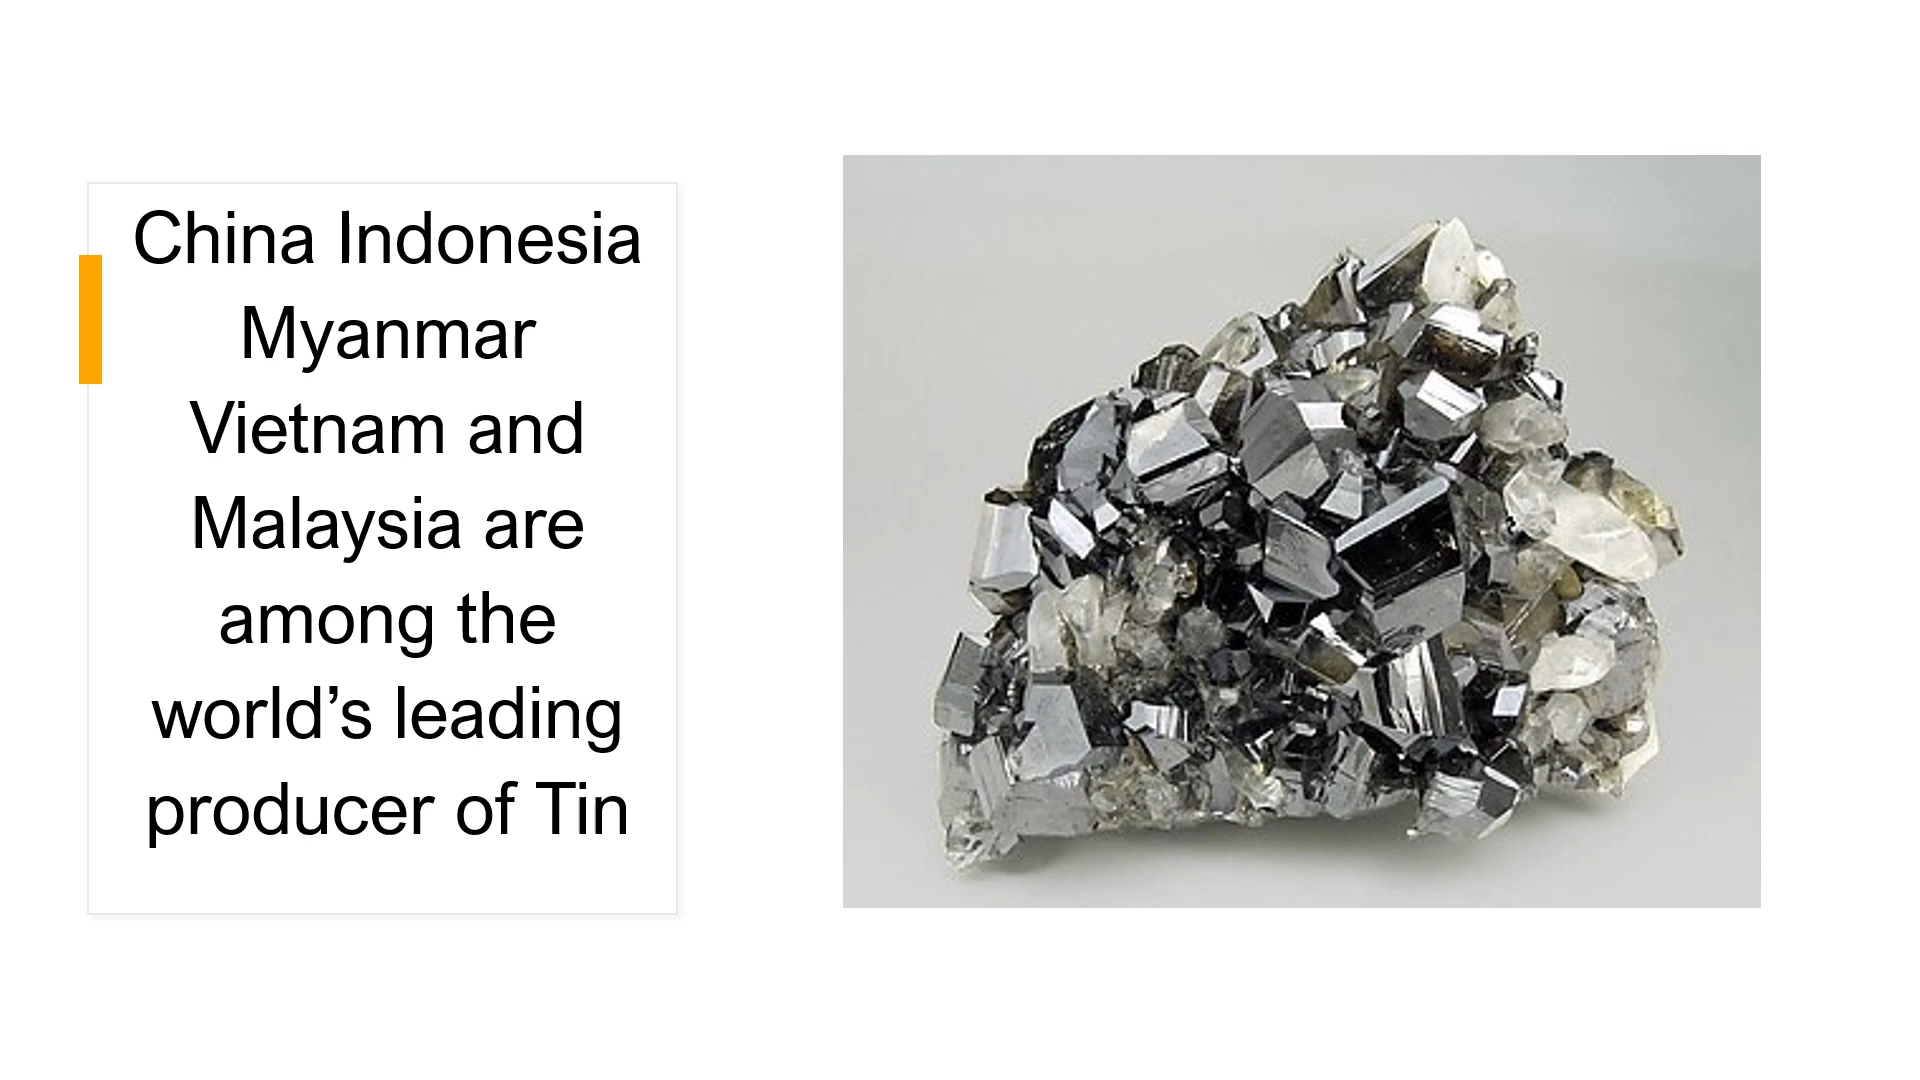 China Indonesia
Myanmar
Vietnam and
Malaysia are
among the
world’s leading
producer of Tin